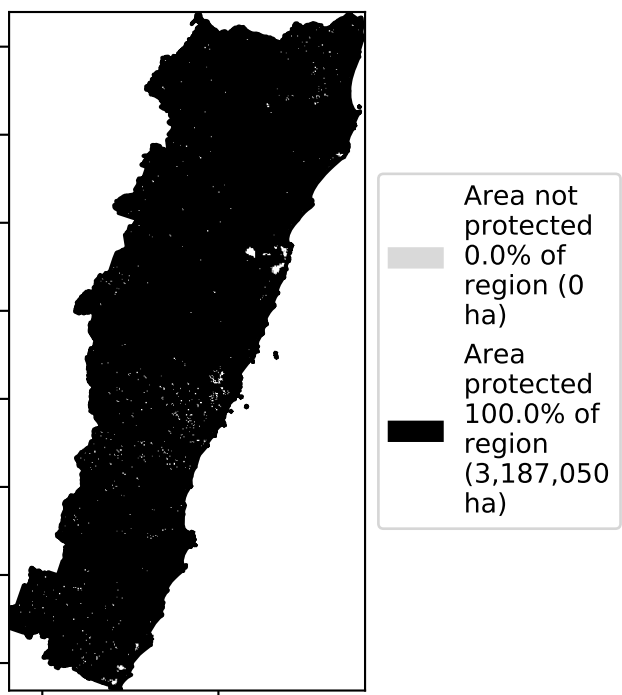 Area not
protected
0.0% of
region (0
ha)
Area
protected
100.0% of
region
(3,187,050
ha)